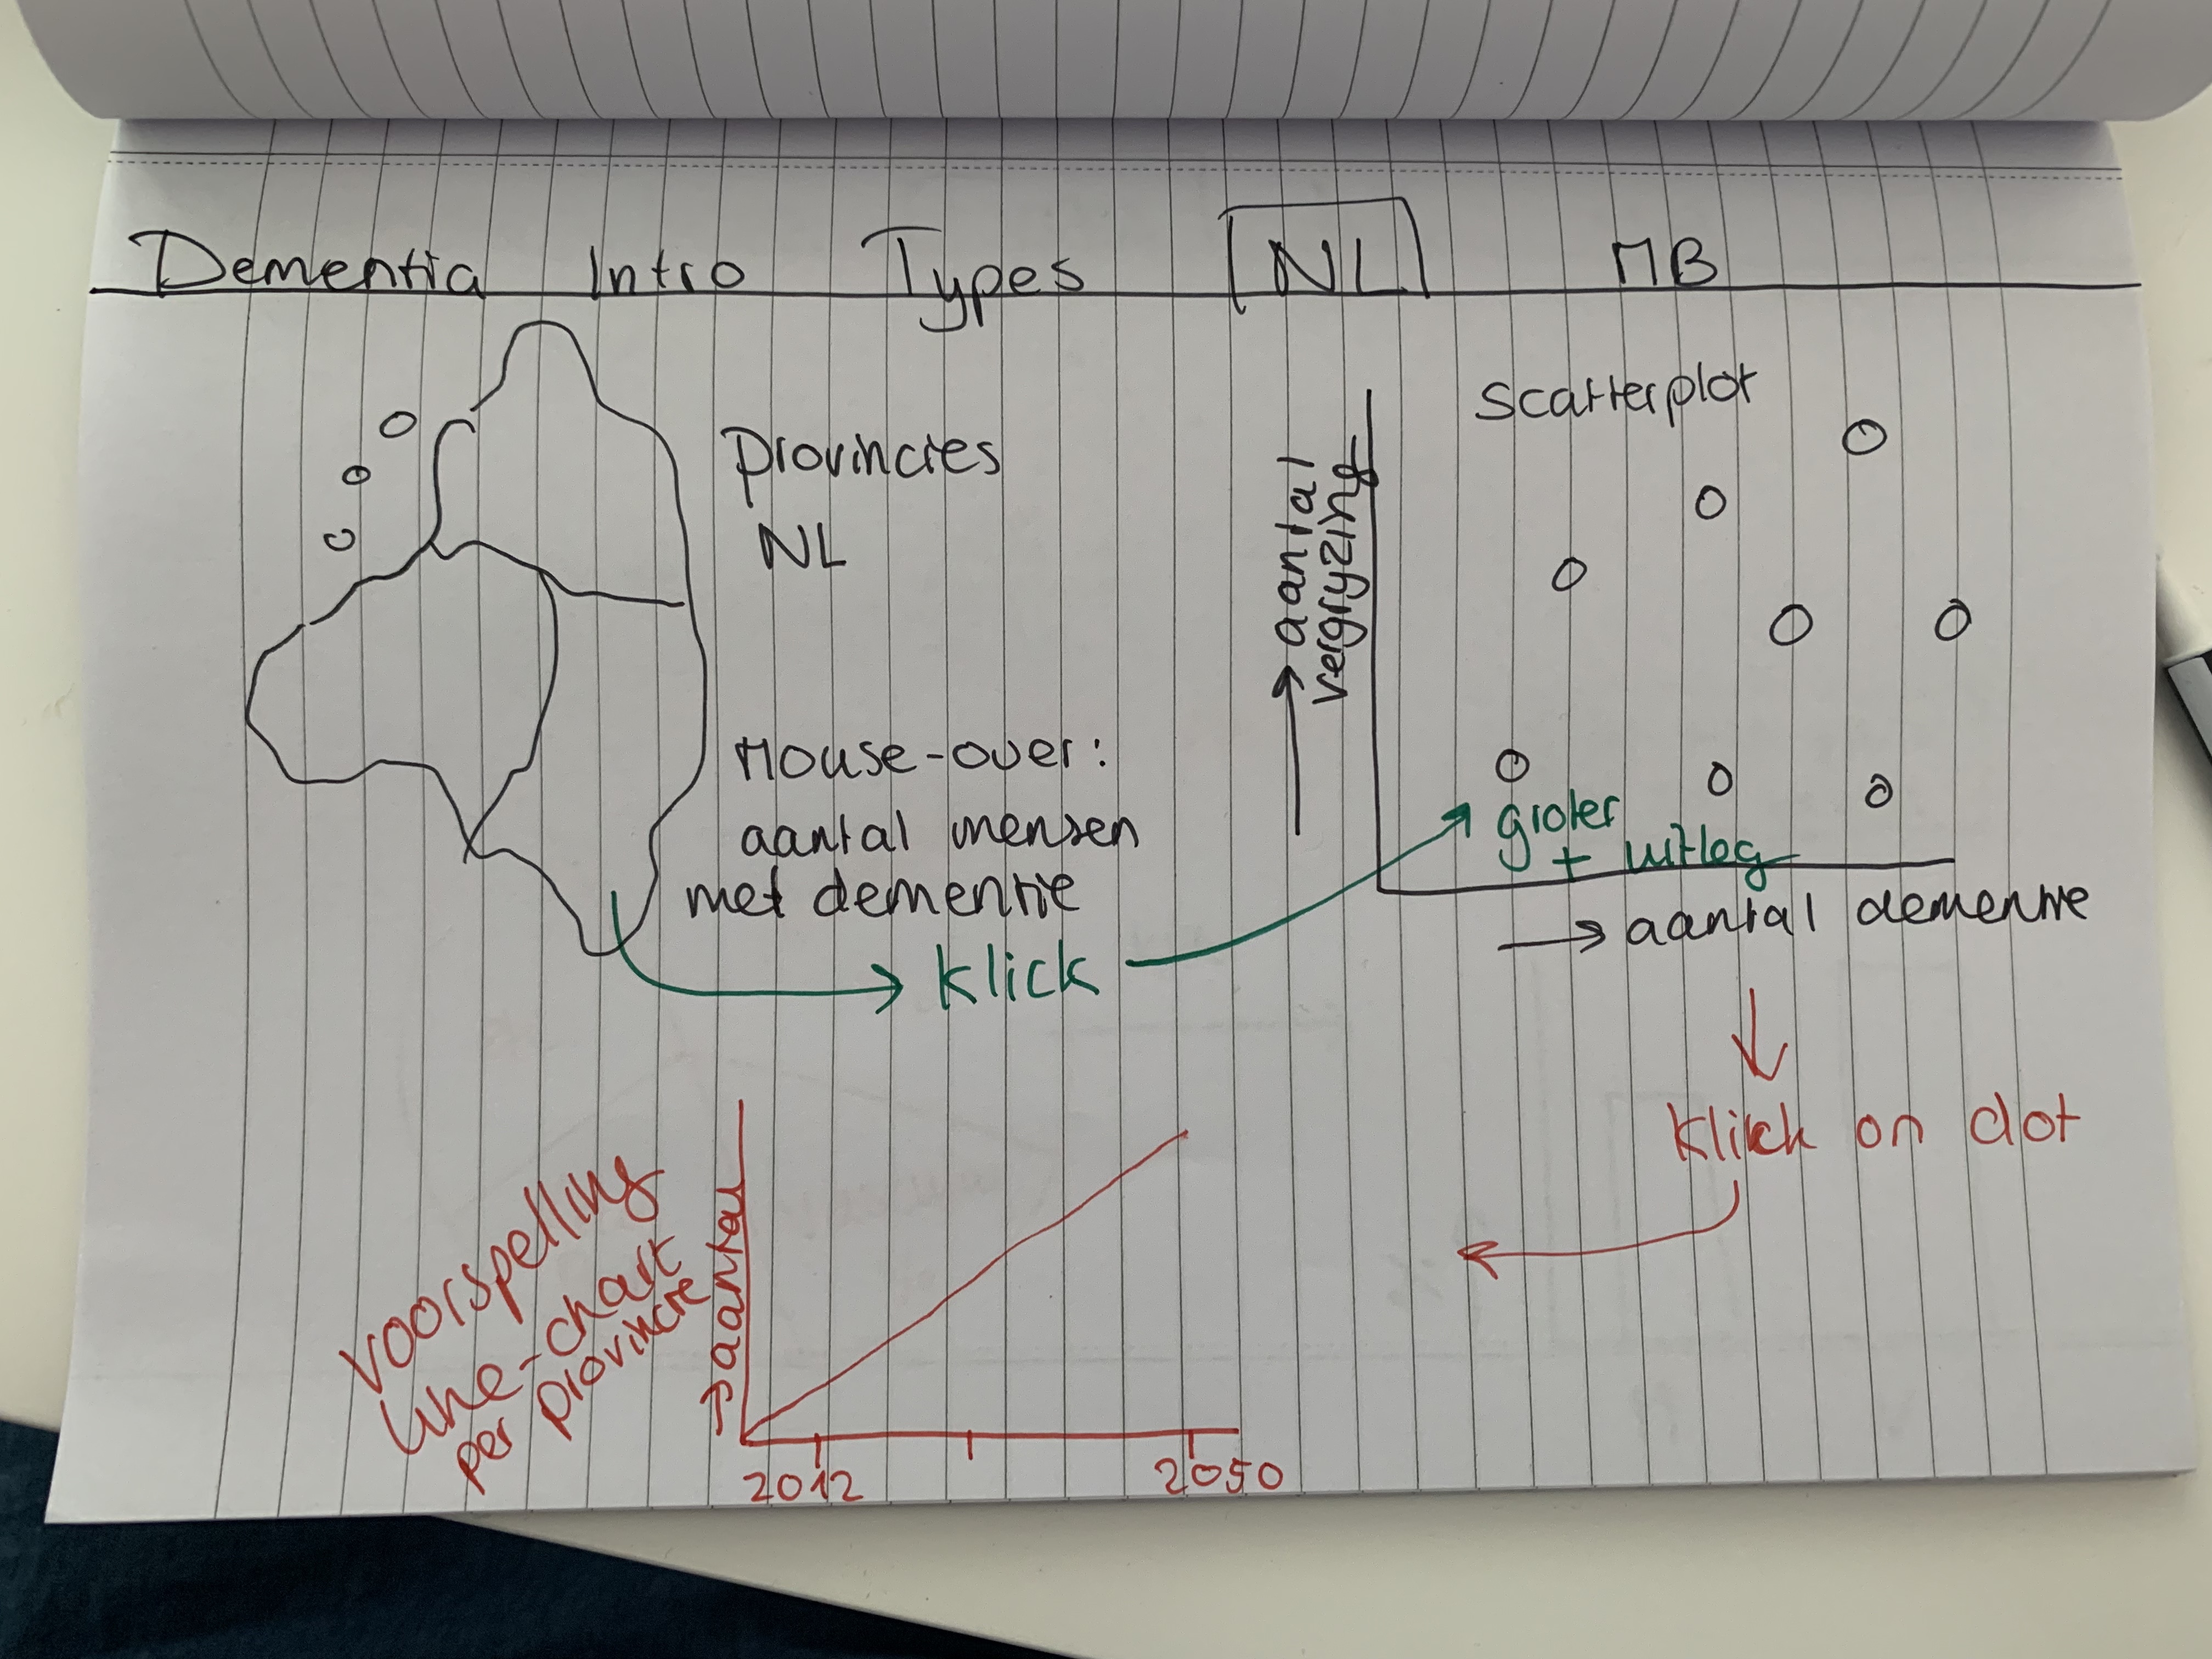 Dementia Intro Types NL MB
Provincies
NL
Mouse-over:
aantal mensen
met dementie
klick
scatterplot
→ aantal
vergryzing
groter
+ uitleg
→ aantal dementie
klick on dot
voorspelling
line-chart
per provincie
→ aantal
2012 2050